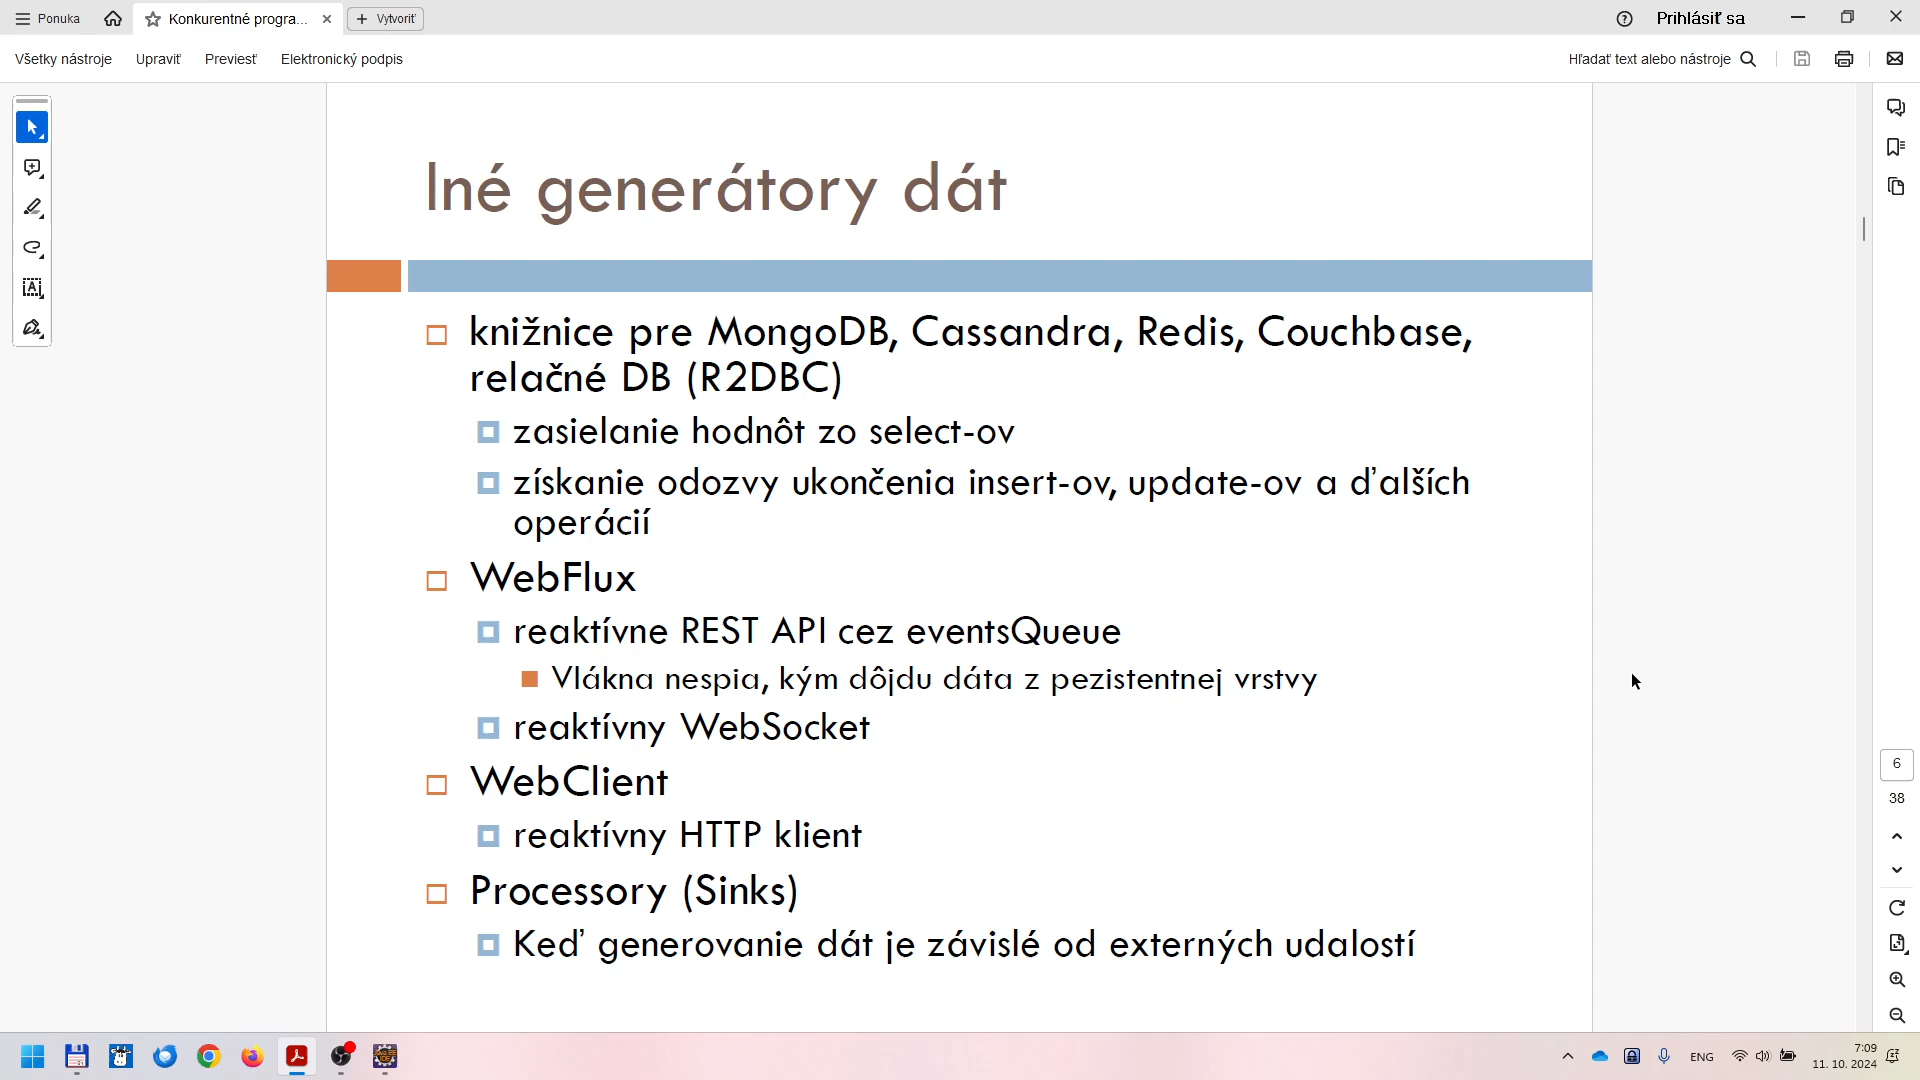 Ponuka
Konkurentné progra...
Vytvoriť
Prihlásiť sa
Všetky nástroje
Upraviť
Previesť
Elektronický podpis
Hľadať text alebo nástroje
Iné generátory dát
knižnice pre MongoDB, Cassandra, Redis, Couchbase,
relačné DB (R2DBC)
zasielanie hodnôt zo select-ov
získanie odozvy ukončenia insert-ov, update-ov a ďalších
operácií
WebFlux
reaktívne REST API cez eventsQueue
Vlákna nespia, kým dôjdu dáta z pezistentnej vrstvy
reaktívny WebSocket
WebClient
reaktívny HTTP klient
Processory (Sinks)
Keď generovanie dát je závislé od externých udalostí
6
38
ENG
7:09
11. 10. 2024